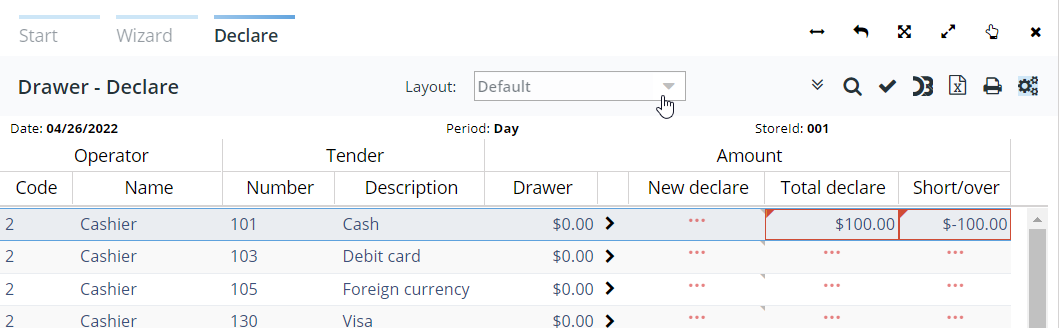 Start Wizard Declare
Drawer - Declare Layout: Default
Date: 04/26/2022 Period: Day StoreId: 001
Operator Tender Amount
Code Name Number Description Drawer New declare Total declare Short/over
2 Cashier 101 Cash $0.00 ••• $100.00 $-100.00
2 Cashier 103 Debit card $0.00 ••• ••• •••
2 Cashier 105 Foreign currency $0.00 ••• ••• •••
2 Cashier 130 Visa $0.00 ••• ••• •••